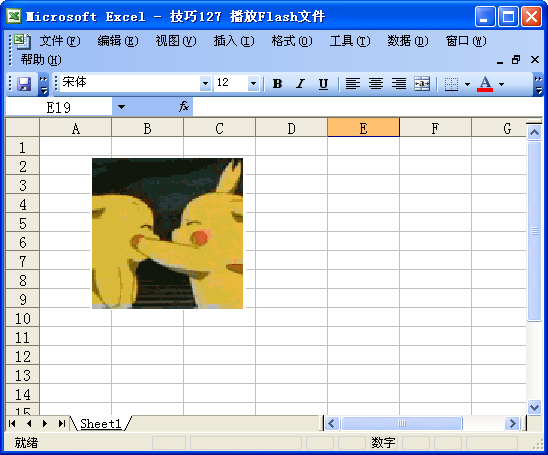 Microsoft Excel - 技巧127 播放Flash文件
文件(F) 编辑(E) 视图(V) 插入(I) 格式(O) 工具(T) 数据(D) 窗口(W)
帮助(H)
宋体 12 B I U
E19 fx
A B C D E F G
1
2
3
4
5
6
7
8
9
10
11
12
13
14
15
Sheet1
就绪 数字